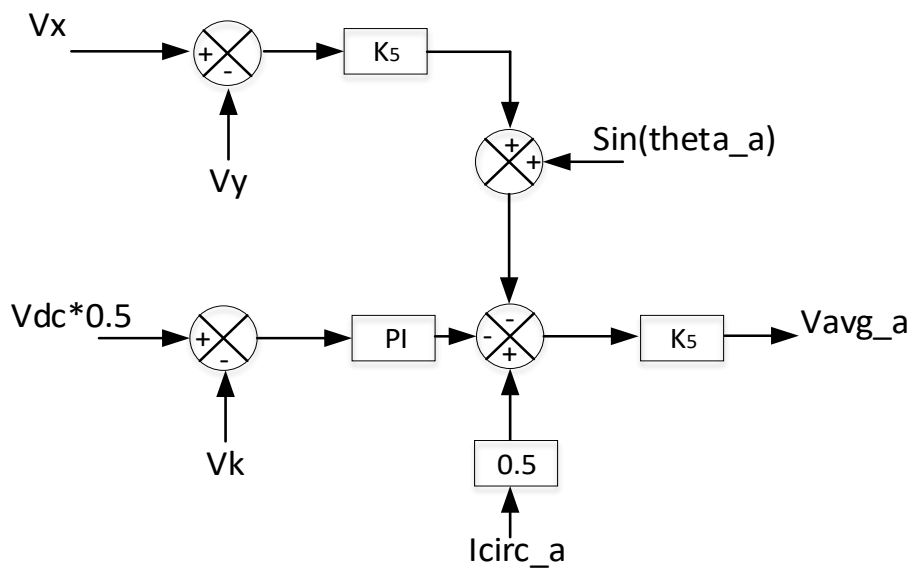 Vx
+
-
K5
Vy
+
+
Sin(theta_a)
Vdc*0.5
+
-
PI
-
-
+
K5
Vavg_a
Vk
0.5
Icirc_a